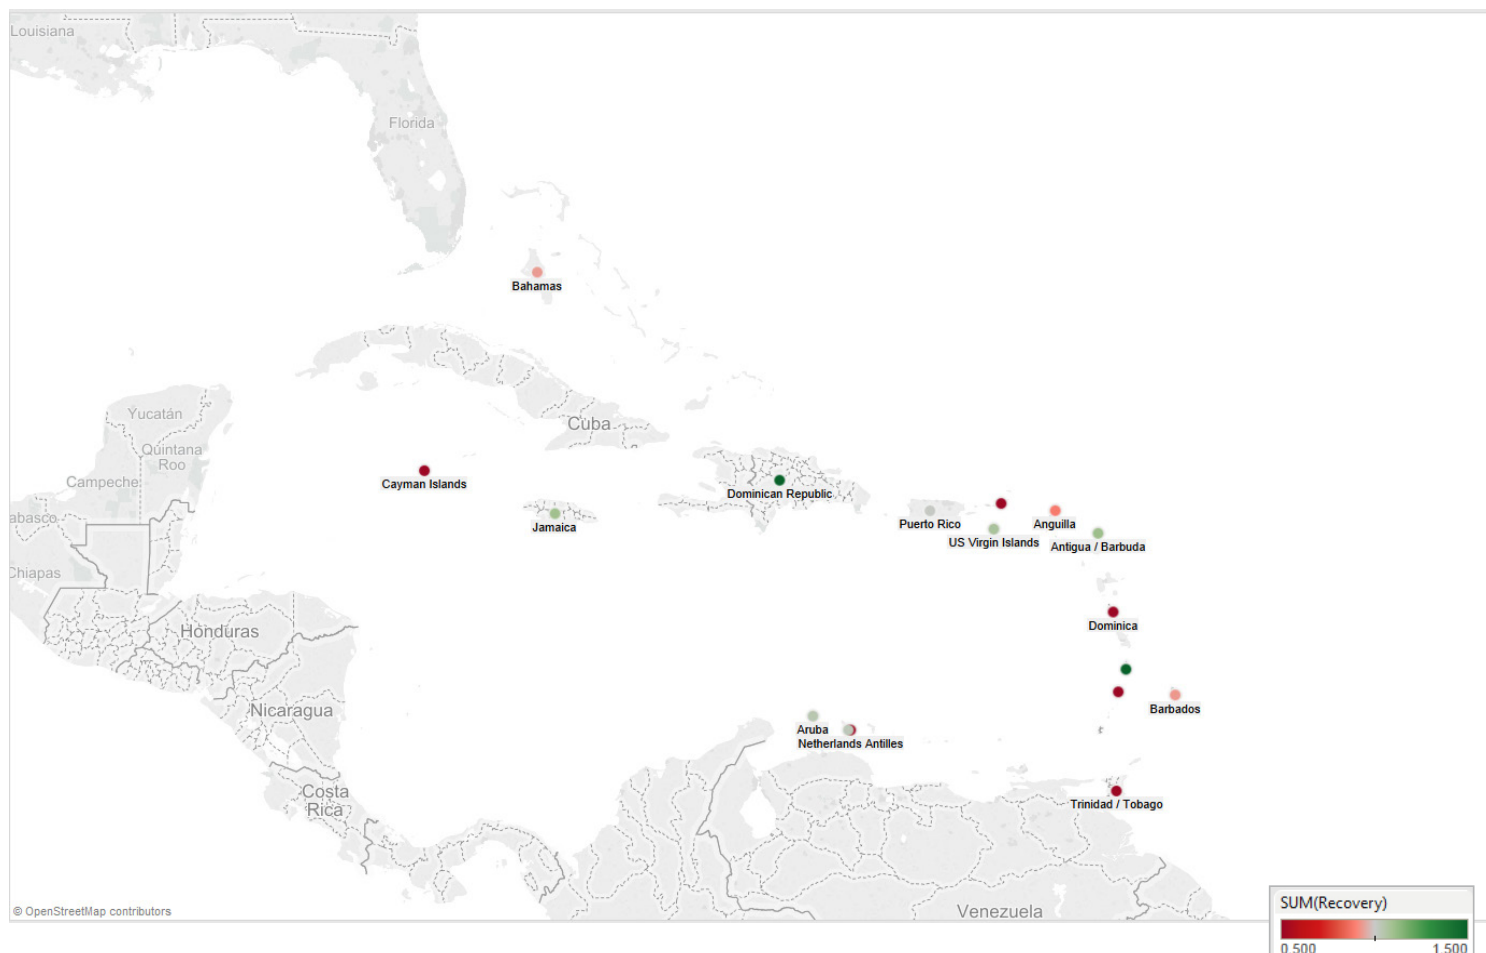 Louisiana
Florida
Bahamas
Cuba
Yucatán
Quintana
Roo
Campeche
Cayman Islands
Dominican Republic
Jamaica
Puerto Rico
Anguilla
US Virgin Islands
Antigua / Barbuda
abasco
Chiapas
Dominica
Honduras
Nicaragua
Barbados
Aruba
Netherlands Antilles
Costa
Rica
Trinidad / Tobago
Venezuela
© OpenStreetMap contributors
SUM(Recovery)
0.500 1.500